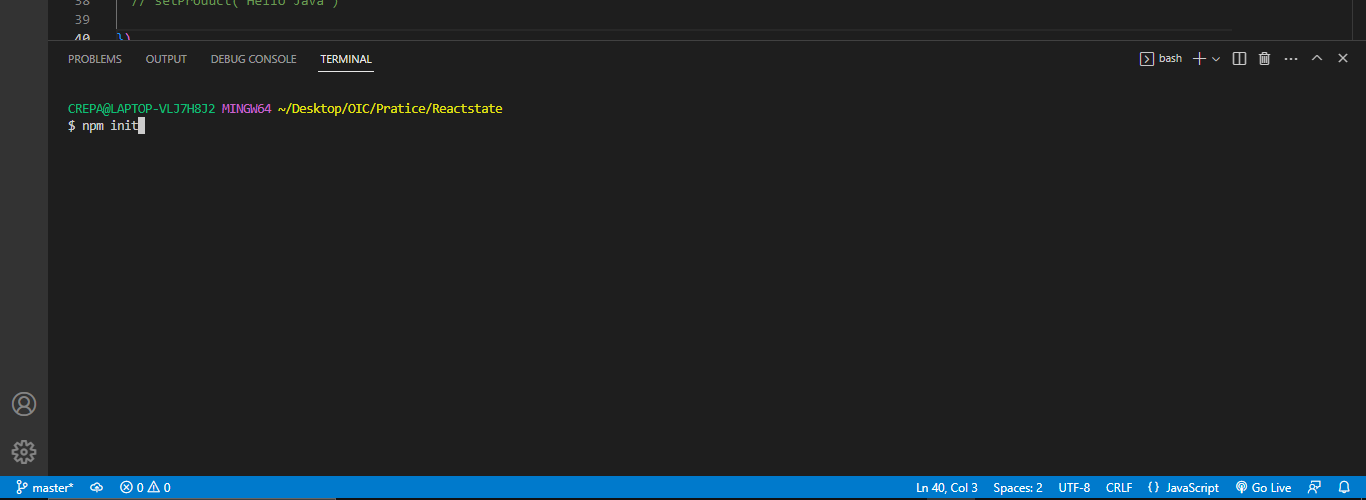 38 // setProduct('Hello Java')
39
40 })
PROBLEMS OUTPUT DEBUG CONSOLE TERMINAL bash
CREPA@LAPTOP-VLJ7H8J2 MINGW64 ~/Desktop/OIC/Pratice/Reactstate
$ npm init
master* 0 0 Ln 40, Col 3 Spaces: 2 UTF-8 CRLF {} JavaScript Go Live